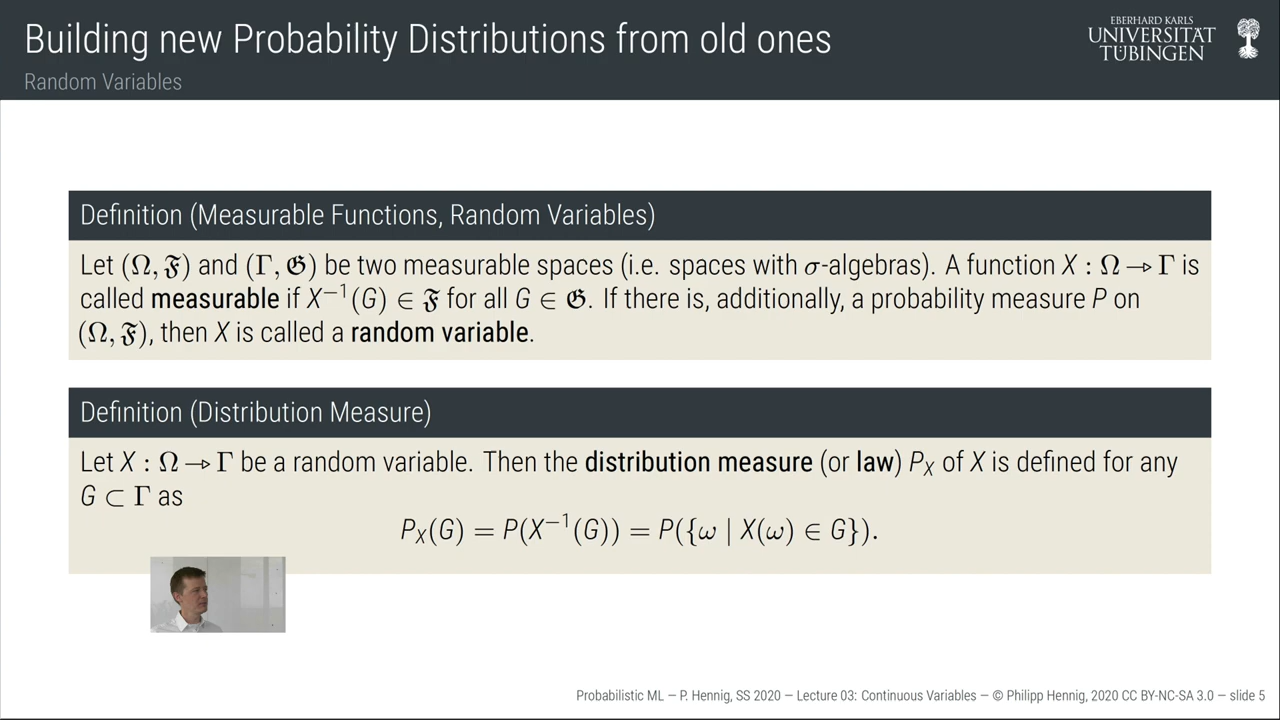 Building new Probability Distributions from old ones
Random Variables
EBERHARD KARLS
UNIVERSITÄT
TÜBINGEN
Definition (Measurable Functions, Random Variables)
Let (Ω, 𝔉) and (Γ, 𝔊) be two measurable spaces (i.e. spaces with σ-algebras). A function X : Ω → Γ is
called measurable if X⁻¹(G) ∈ 𝔉 for all G ∈ 𝔊. If there is, additionally, a probability measure P on
(Ω, 𝔉), then X is called a random variable.
Definition (Distribution Measure)
Let X : Ω → Γ be a random variable. Then the distribution measure (or law) P_X of X is defined for any
G ⊂ Γ as
P_X(G) = P(X⁻¹(G)) = P({ω | X(ω) ∈ G}).
Probabilistic ML — P. Hennig, SS 2020 — Lecture 03: Continuous Variables — © Philipp Hennig, 2020 CC BY-NC-SA 3.0 — slide 5